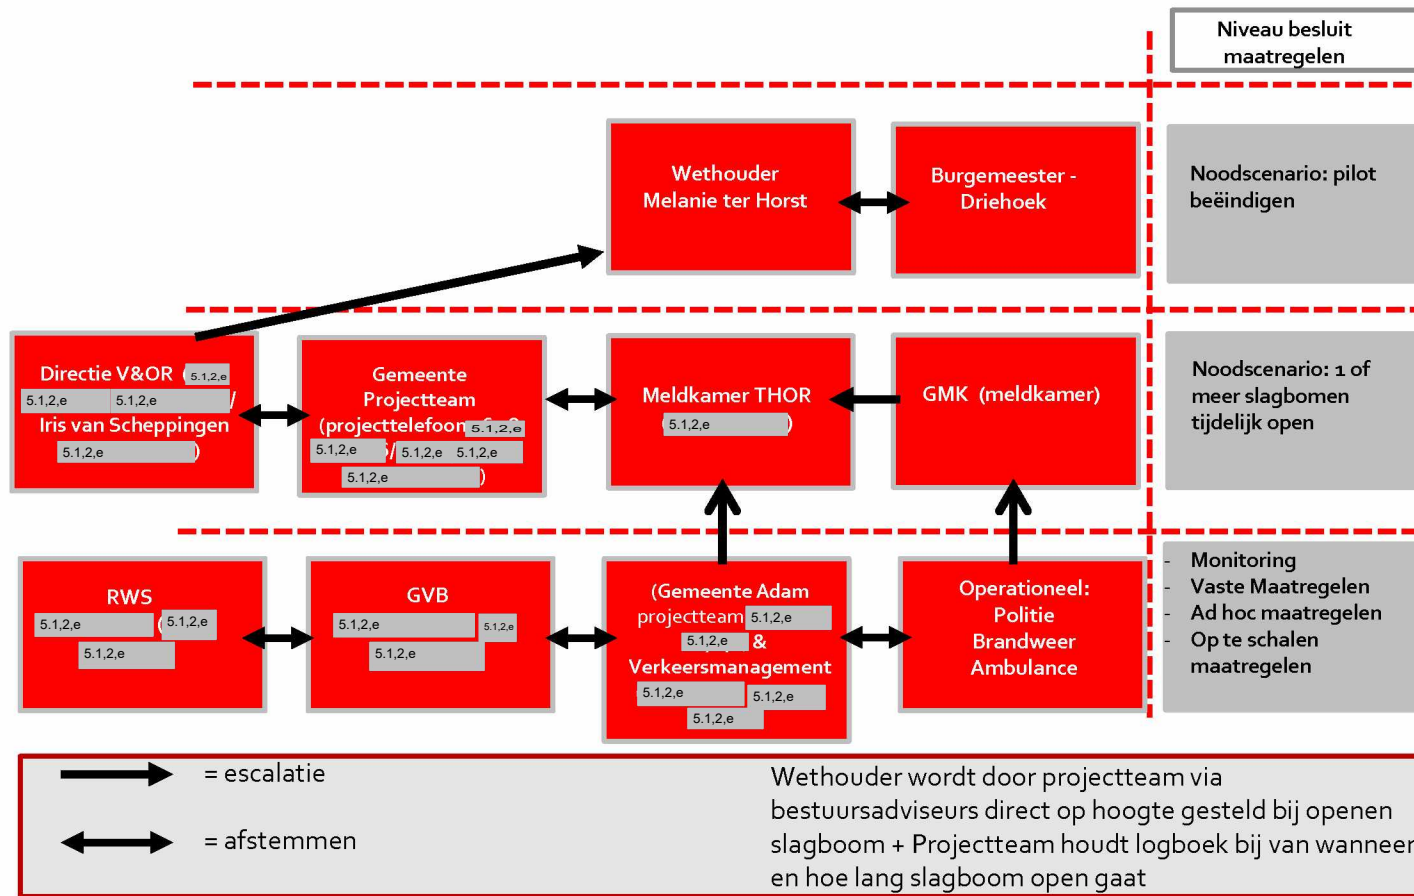 Niveau besluit
maatregelen
Wethouder
Melanie ter Horst
Burgemeester -
Driehoek
Noodscenario: pilot
beëindigen
Directie V&OR ( 5.1,2,e
5.1,2,e 5.1,2,e /
Iris van Scheppingen
5.1,2,e )
Gemeente
Projectteam
(projecttelefoon 5.1,2,e
5.1,2,e / 5.1,2,e 5.1,2,e
5.1,2,e )
Meldkamer THOR
( 5.1,2,e )
GMK (meldkamer)
Noodscenario: 1 of
meer slagbomen
tijdelijk open
RWS
5.1,2,e ( 5.1,2,e
5.1,2,e
GVB
5.1,2,e 5.1,2,e
5.1,2,e
(Gemeente Adam
projectteam 5.1,2,e
5.1,2,e &
Verkeersmanagement
5.1,2,e 5.1,2,e
5.1,2,e
Operationeel:
Politie
Brandweer
Ambulance
- Monitoring
- Vaste Maatregelen
- Ad hoc maatregelen
- Op te schalen
maatregelen
= escalatie
= afstemmen
Wethouder wordt door projectteam via
bestuursadviseurs direct op hoogte gesteld bij openen
slagboom + Projectteam houdt logboek bij van wanneer
en hoe lang slagboom open gaat